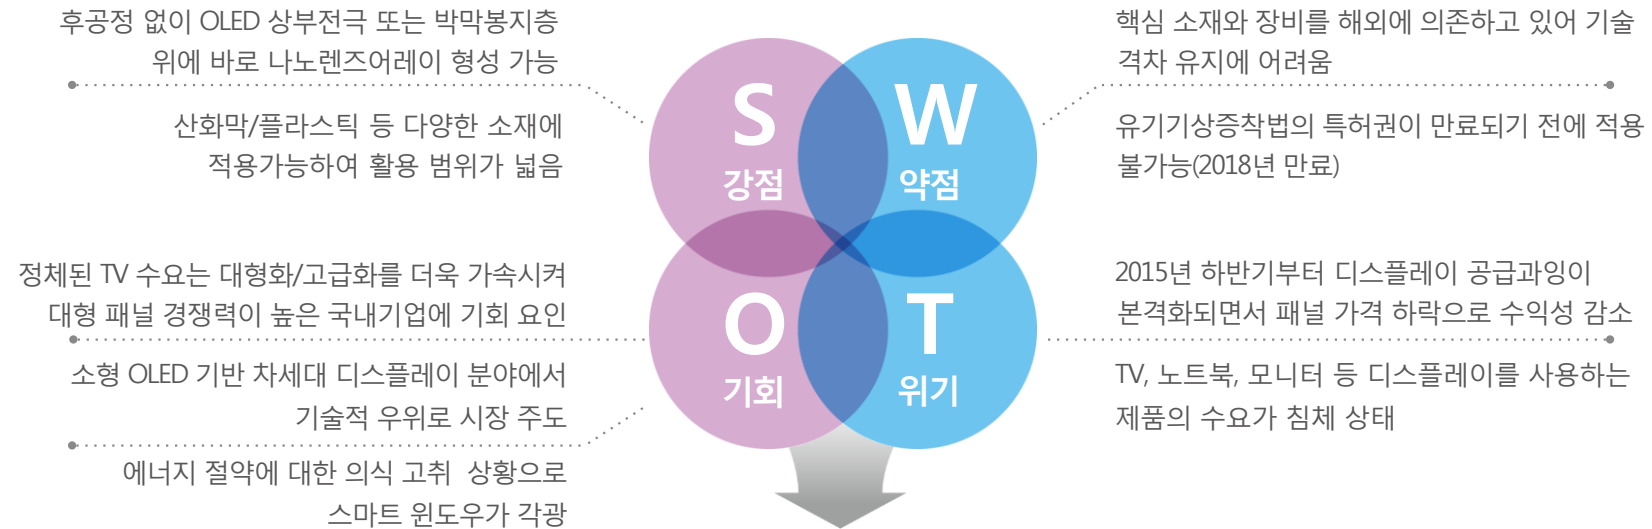 후공정 없이 OLED 상부전극 또는 박막봉지층
위에 바로 나노렌즈어레이 형성 가능
산화막/플라스틱 등 다양한 소재에
적용가능하여 활용 범위가 넓음
S
강점
W
약점
핵심 소재와 장비를 해외에 의존하고 있어 기술
격차 유지에 어려움
유기기상증착법의 특허권이 만료되기 전에 적용
불가능(2018년 만료)
정체된 TV 수요는 대형화/고급화를 더욱 가속시켜
대형 패널 경쟁력이 높은 국내기업에 기회 요인
소형 OLED 기반 차세대 디스플레이 분야에서
기술적 우위로 시장 주도
에너지 절약에 대한 의식 고취 상황으로
스마트 윈도우가 각광
O
기회
T
위기
2015년 하반기부터 디스플레이 공급과잉이
본격화되면서 패널 가격 하락으로 수익성 감소
TV, 노트북, 모니터 등 디스플레이를 사용하는
제품의 수요가 침체 상태